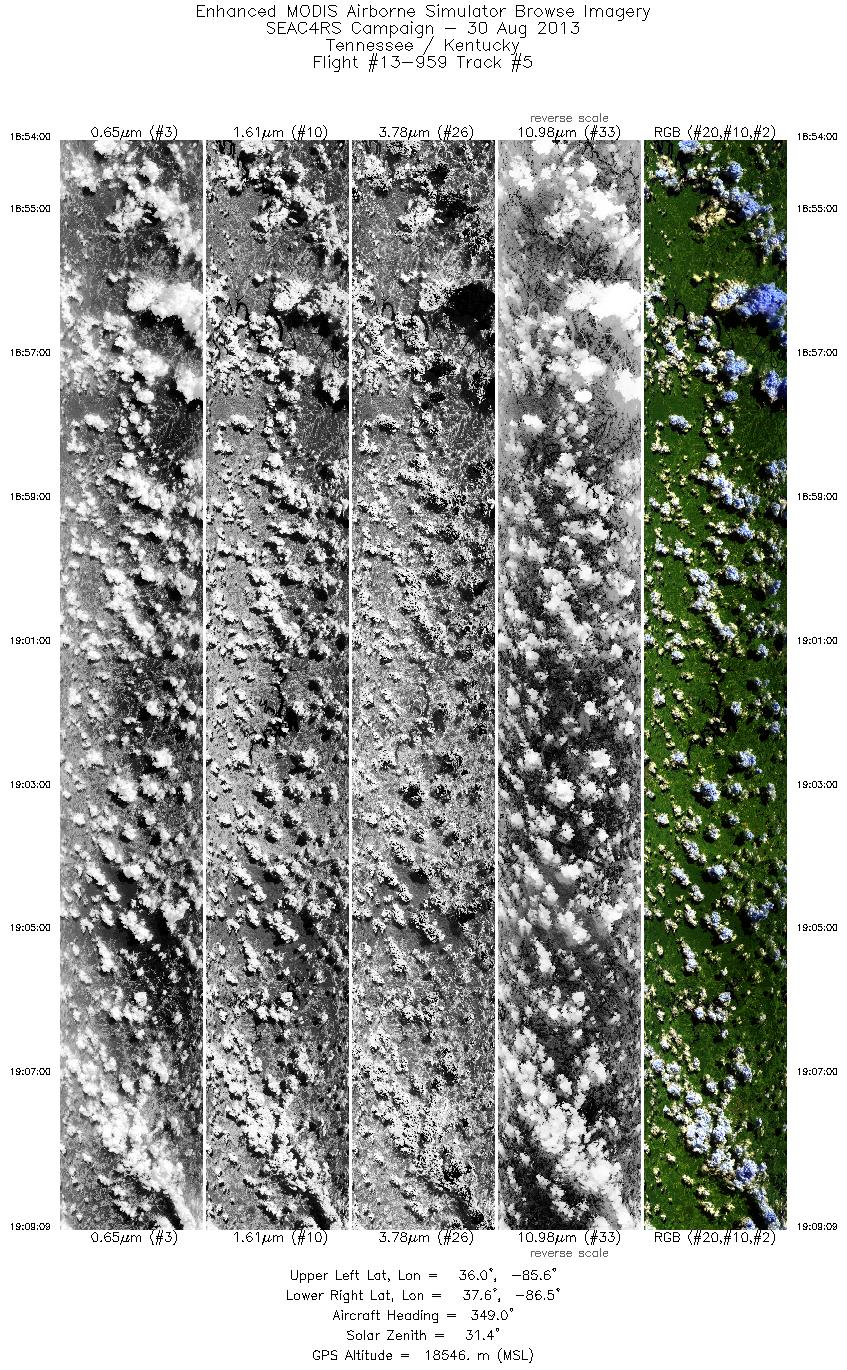 Enhanced MODIS Airborne Simulator Browse Imagery
SEAC4RS Campaign – 30 Aug 2013
Tennessee / Kentucky
Flight #13–959 Track #5
reverse scale
0.65μm (#3) 1.61μm (#10) 3.78μm (#26) 10.98μm (#33) RGB (#20,#10,#2)
18:54:00 18:54:00
18:55:00 18:55:00
18:57:00 18:57:00
18:59:00 18:59:00
19:01:00 19:01:00
19:03:00 19:03:00
19:05:00 19:05:00
19:07:00 19:07:00
19:09:09 19:09:09
0.65μm (#3) 1.61μm (#10) 3.78μm (#26) 10.98μm (#33) RGB (#20,#10,#2)
reverse scale
Upper Left Lat, Lon = 36.0°, –85.6°
Lower Right Lat, Lon = 37.6°, –86.5°
Aircraft Heading = 349.0°
Solar Zenith = 31.4°
GPS Altitude = 18546. m (MSL)